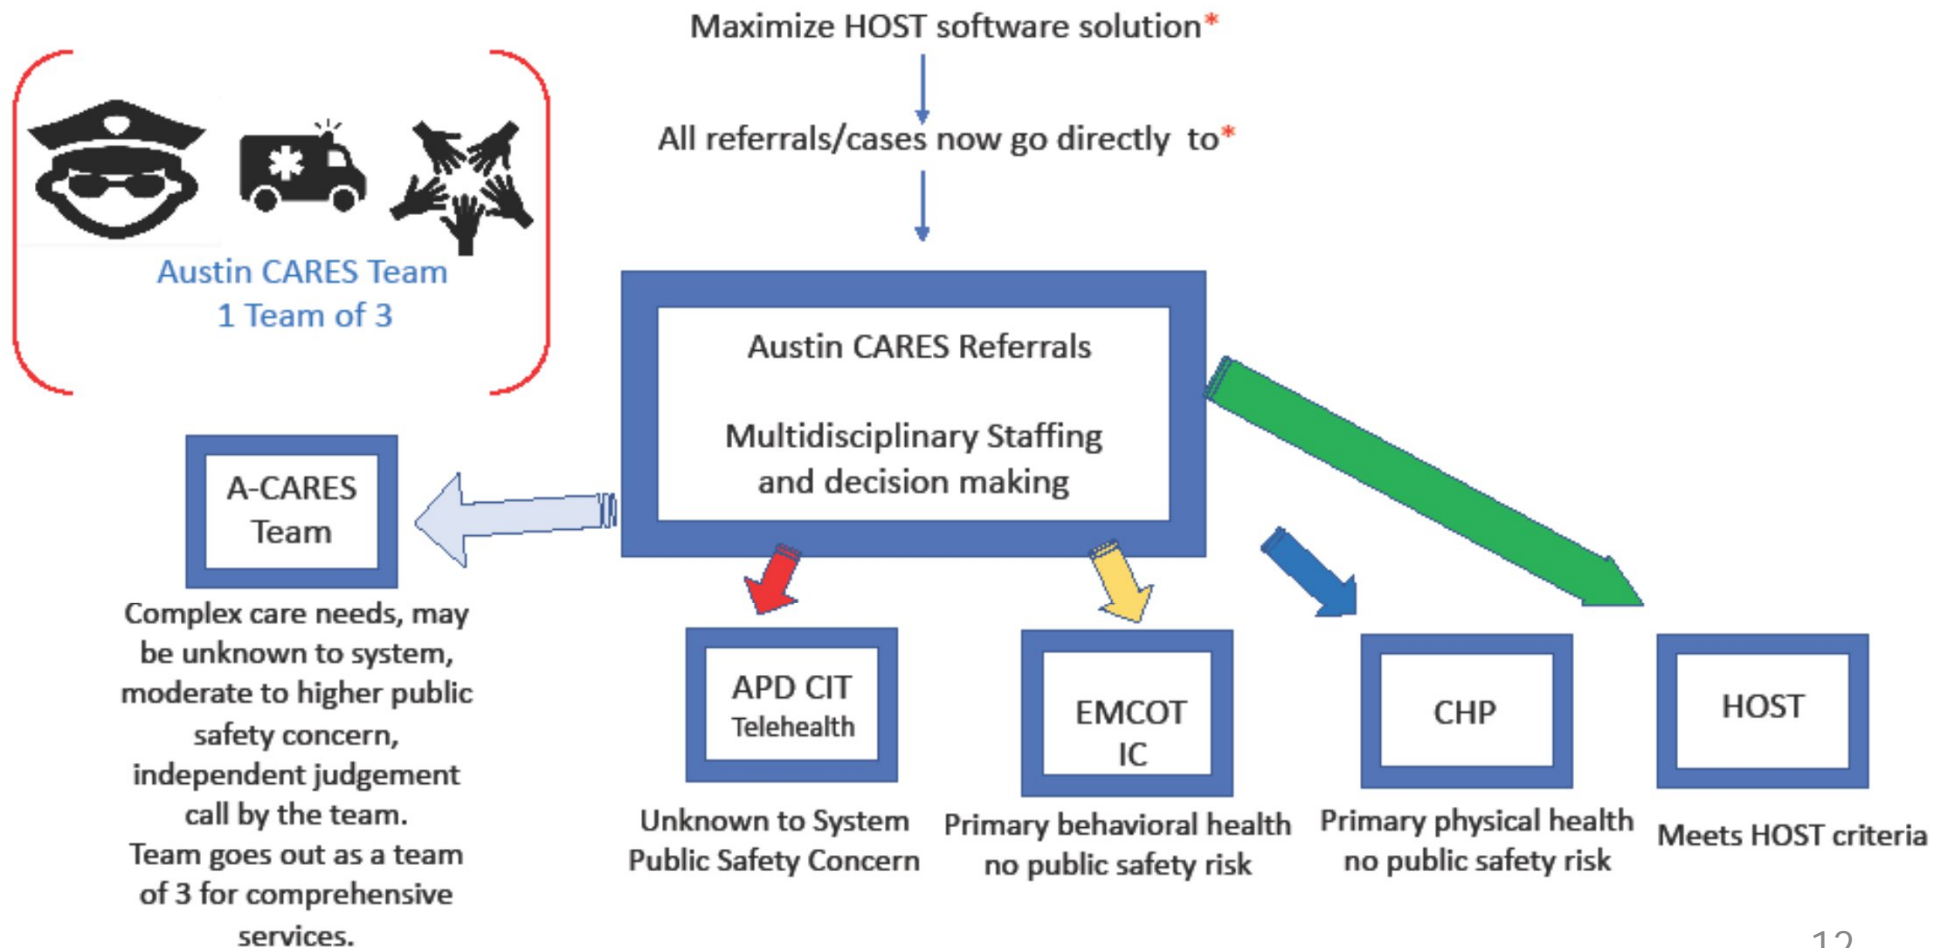 Maximize HOST software solution*
All referrals/cases now go directly  to*
Austin CARES Team
1 Team of 3
Austin CARES Referrals
Multidisciplinary Staffing
and decision making
A-CARES
Team
Complex care needs, may
be unknown to system,
moderate to higher public
safety concern,
independent judgement
call by the team.
Team goes out as a team
of 3 for comprehensive
services.
APD CIT
Telehealth
Unknown to System
Public Safety Concern
EMCOT
IC
Primary behavioral health
no public safety risk
CHP
Primary physical health
no public safety risk
HOST
Meets HOST criteria
12